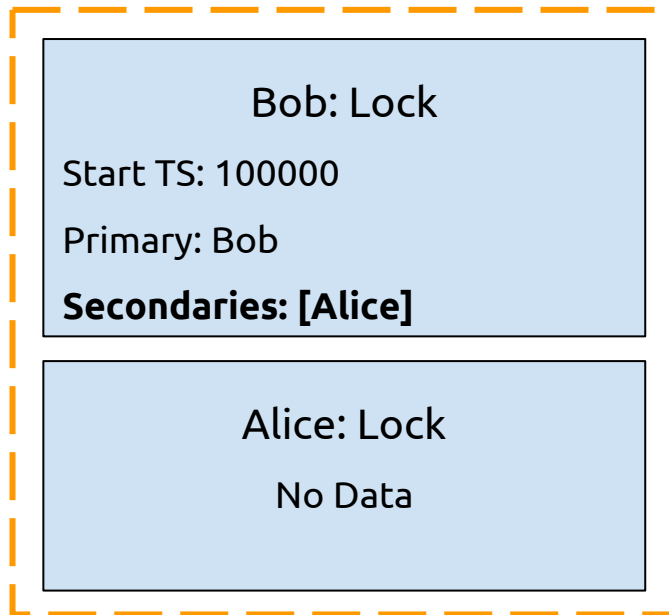 Bob: Lock
Start TS: 100000
Primary: Bob
Secondaries: [Alice]
Alice: Lock
No Data